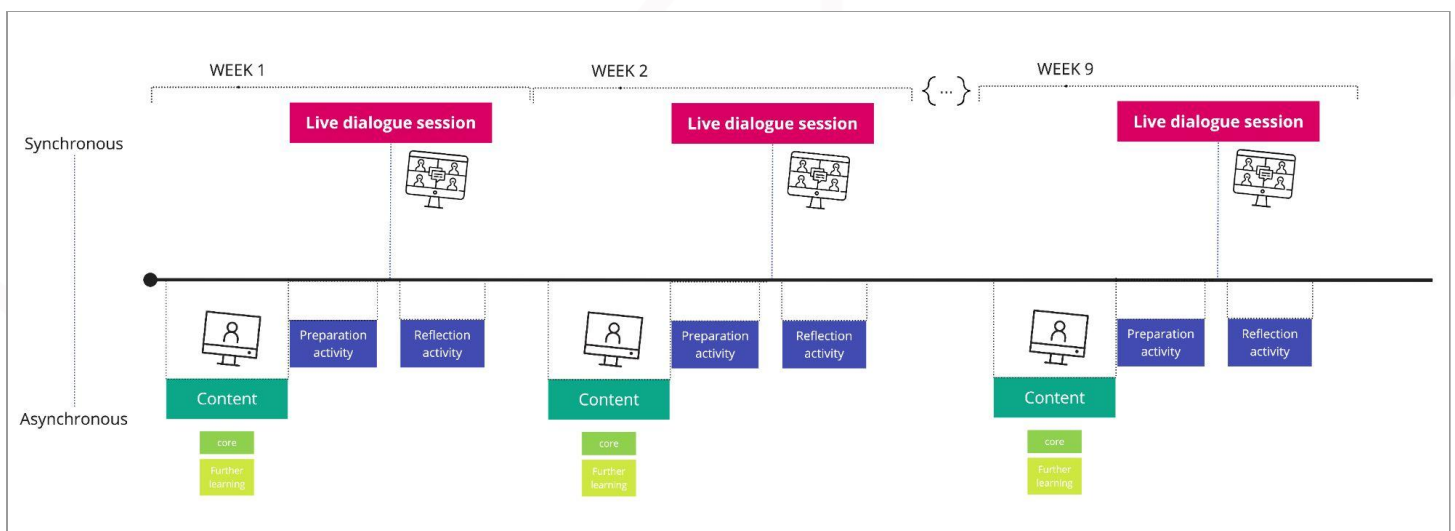 WEEK 1
WEEK 2
{...}
WEEK 9
Live dialogue session
Live dialogue session
Live dialogue session
Synchronous
Preparation
activity
Reflection
activity
Preparation
activity
Reflection
activity
Preparation
activity
Reflection
activity
Content
Content
Content
Asynchronous
core
core
core
Further
learning
Further
learning
Further
learning